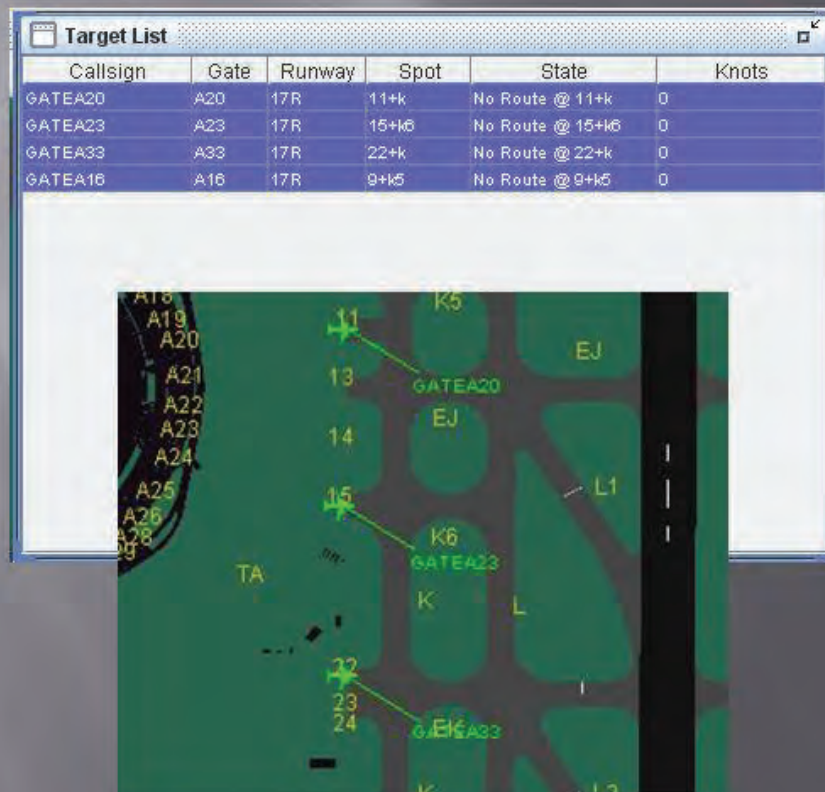 Target List
Callsign Gate Runway Spot State Knots
GATEA20 A20 17R 11+k No Route @ 11+k 0
GATEA23 A23 17R 15+k6 No Route @ 15+k6 0
GATEA33 A33 17R 22+k No Route @ 22+k 0
GATEA16 A16 17R 9+k5 No Route @ 9+k5 0
A18
K5
A19
11
A20
EJ
A21
13
GATEA20
A22
EJ
A23
14
A24
A25
15
L1
A26
A28
K6
GATEA23
TA
K
L
22
23
24
EK
GATEA33
K